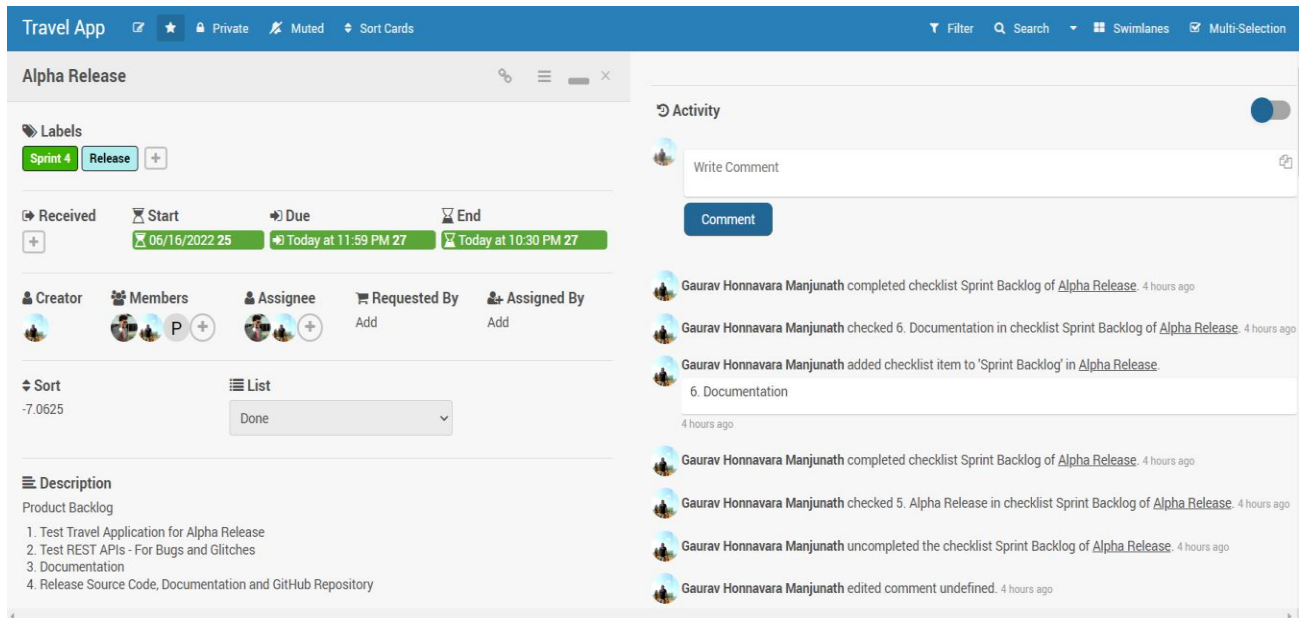 Travel App Private Muted Sort Cards Filter Search Swimlanes Multi-Selection
Alpha Release
Labels
Sprint 4 Release
Received Start Due End
06/16/2022 25 Today at 11:59 PM 27 Today at 10:30 PM 27
Creator Members Assignee Requested By Assigned By
P Add Add
Sort List
-7.0625 Done
Description
Product Backlog
1. Test Travel Application for Alpha Release
2. Test REST APIs - For Bugs and Glitches
3. Documentation
4. Release Source Code, Documentation and GitHub Repository
Activity
Write Comment
Comment
Gaurav Honnavara Manjunath completed checklist Sprint Backlog of Alpha Release. 4 hours ago
Gaurav Honnavara Manjunath checked 6. Documentation in checklist Sprint Backlog of Alpha Release. 4 hours ago
Gaurav Honnavara Manjunath added checklist item to 'Sprint Backlog' in Alpha Release.
6. Documentation
4 hours ago
Gaurav Honnavara Manjunath completed checklist Sprint Backlog of Alpha Release. 4 hours ago
Gaurav Honnavara Manjunath checked 5. Alpha Release in checklist Sprint Backlog of Alpha Release. 4 hours ago
Gaurav Honnavara Manjunath uncompleted the checklist Sprint Backlog of Alpha Release. 4 hours ago
Gaurav Honnavara Manjunath edited comment undefined. 4 hours ago